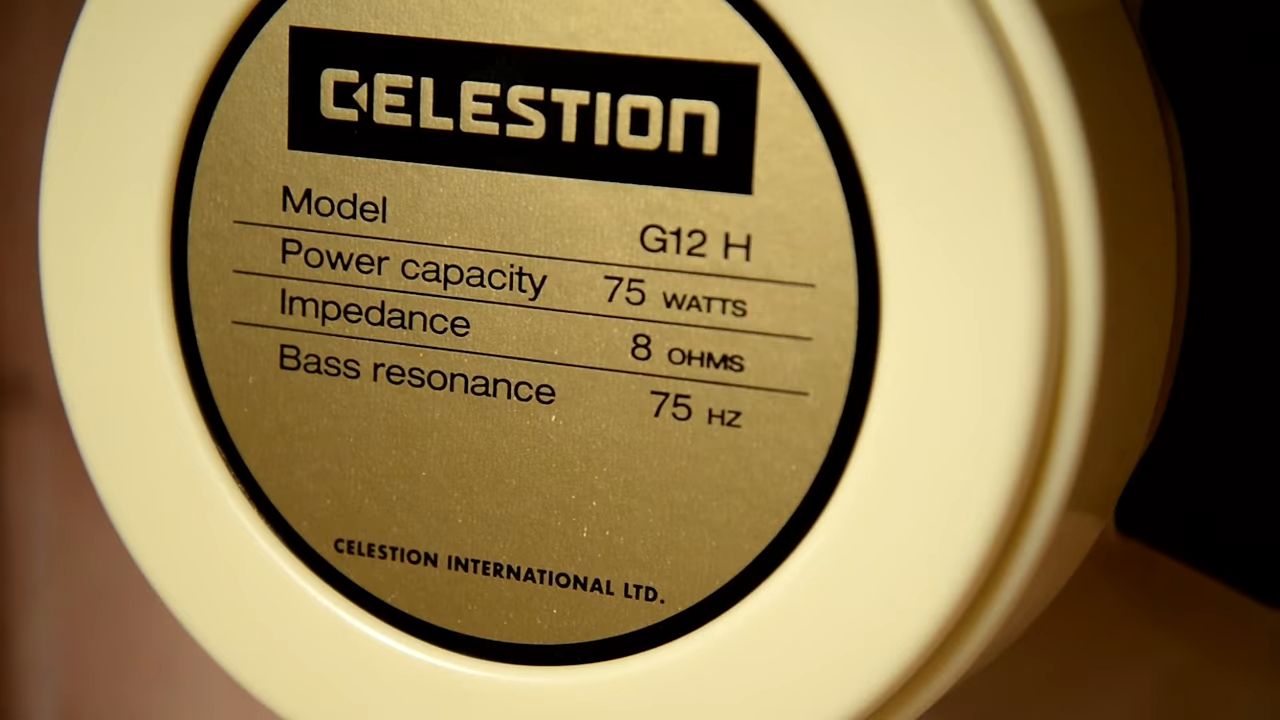 CELESTION
Model G12 H
Power capacity 75 WATTS
Impedance 8 OHMS
Bass resonance 75 HZ
CELESTION INTERNATIONAL LTD.